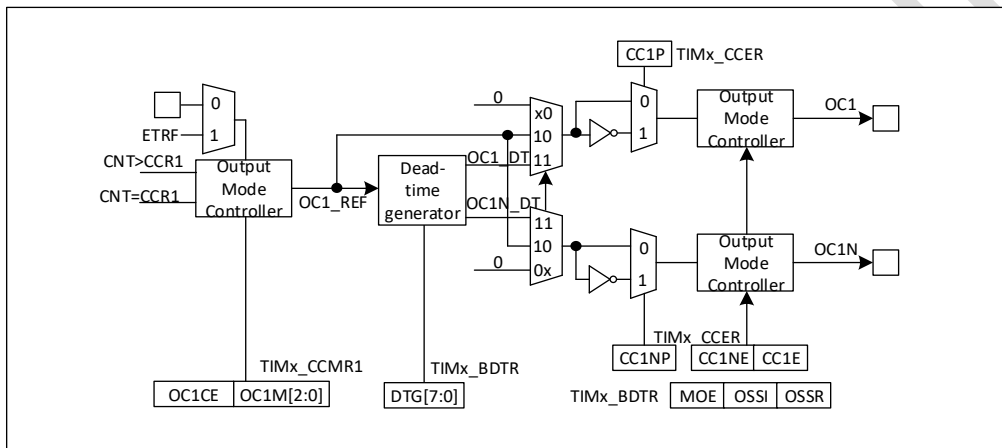 CC1P TIMx_CCER
0
1
ETRF
CNT>CCR1
CNT=CCR1
Output
Mode
Controller
OC1_REF
Dead-
time
generator
OC1_DT
OC1N_DT
0
x0
10
11
11
10
0x
0
0
1
Output
Mode
Controller
OC1
0
1
Output
Mode
Controller
OC1N
TIMx_CCMR1
OC1CE OC1M[2:0]
TIMx_BDTR
DTG[7:0]
TIMx_CCER
CC1NP CC1NE CC1E
TIMx_BDTR MOE OSSI OSSR